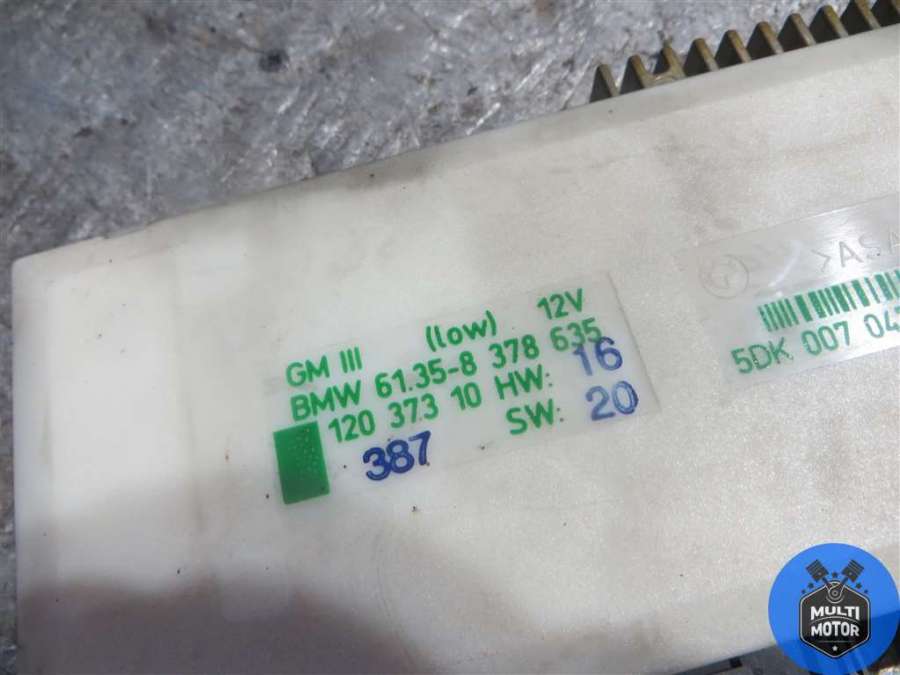 GM III (low) 12V
BMW 61.35-8 378 635
120 373 10 HW: 16
SW: 20
387
>ASA
5DK 007 04
MULTI
MOTOR